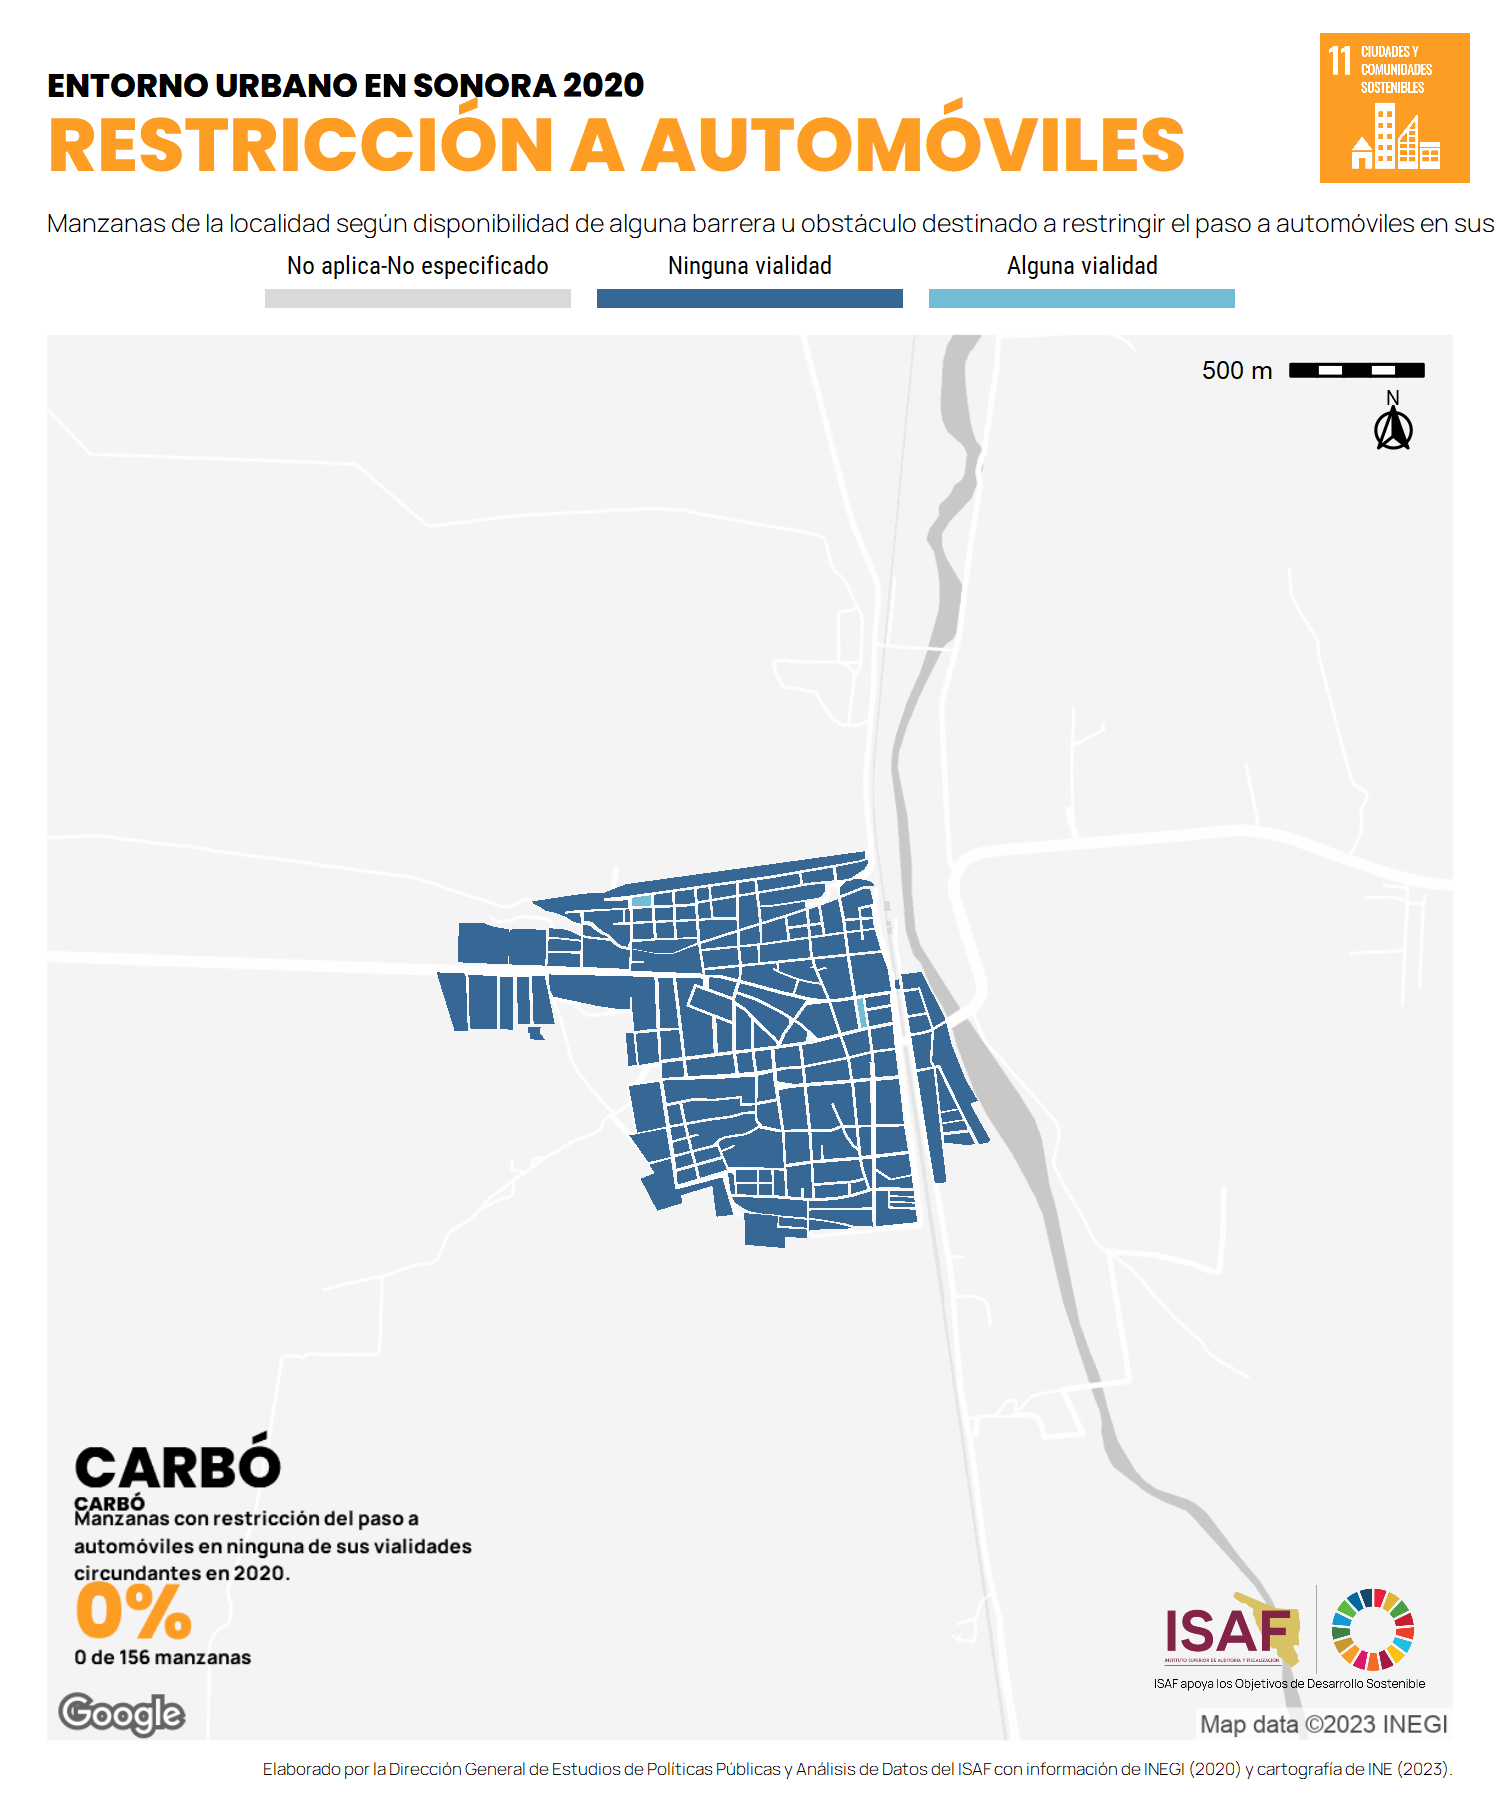 ENTORNO URBANO EN SONORA 2020
RESTRICCIÓN A AUTOMÓVILES
11 CIUDADES Y
COMUNIDADES
SOSTENIBLES
Manzanas de la localidad según disponibilidad de alguna barrera u obstáculo destinado a restringir el paso a automóviles en sus
No aplica-No especificado
Ninguna vialidad
Alguna vialidad
500 m
N
CARBÓ
CARBÓ
Manzanas con restricción del paso a
automóviles en ninguna de sus vialidades
circundantes en 2020.
0%
0 de 156 manzanas
ISAF
INSTITUTO SUPERIOR DE AUDITORÍA Y FISCALIZACIÓN
ISAF apoya los Objetivos de Desarrollo Sostenible
Google
Map data ©2023 INEGI
Elaborado por la Dirección General de Estudios de Políticas Públicas y Análisis de Datos del ISAF con información de INEGI (2020) y cartografía de INE (2023).